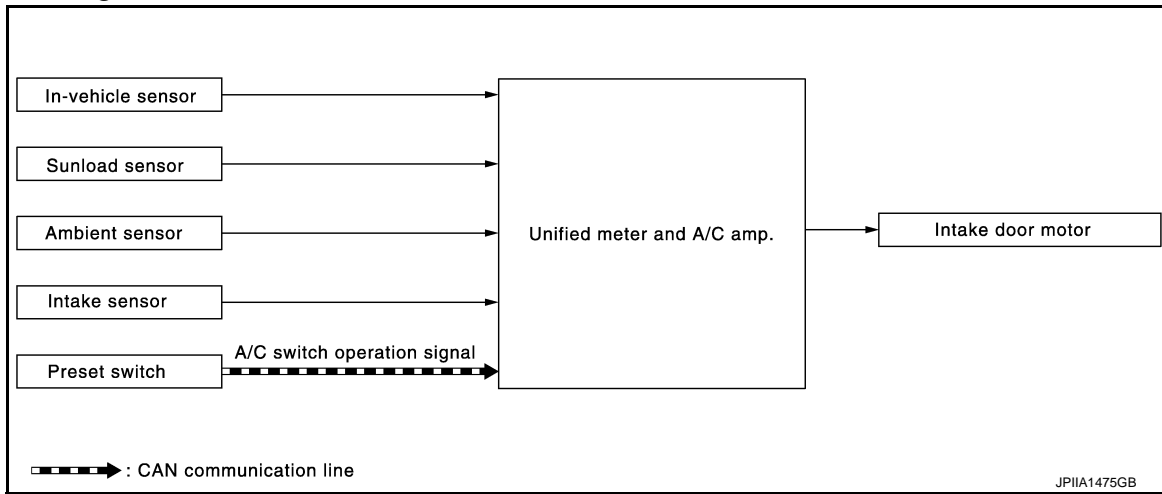 In-vehicle sensor
Sunload sensor
Ambient sensor
Intake sensor
Preset switch
A/C switch operation signal
Unified meter and A/C amp.
Intake door motor
: CAN communication line
JPIIA1475GB